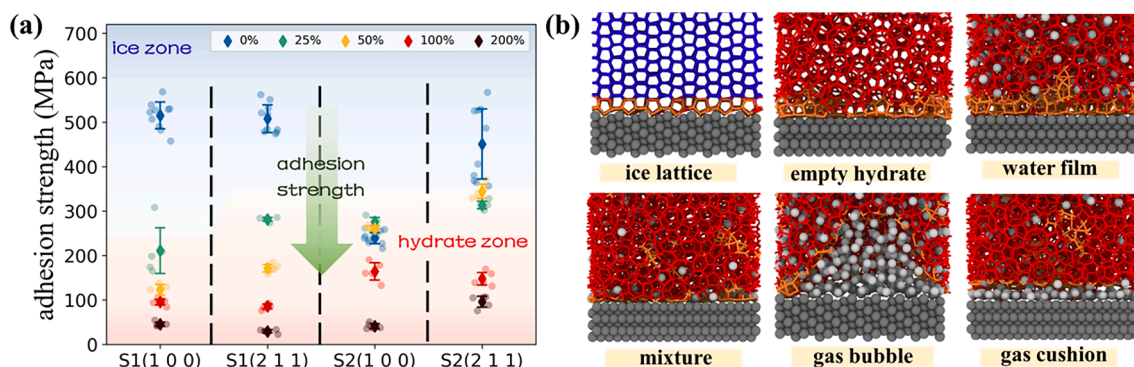 (a)
700
600
500
400
300
200
100
0
adhesion strength (MPa)
ice zone
0% 25% 50% 100% 200%
adhesion
strength
hydrate zone
S1(1 0 0) S1(2 1 1) S2(1 0 0) S2(2 1 1)
(b)
ice lattice empty hydrate water film
mixture gas bubble gas cushion